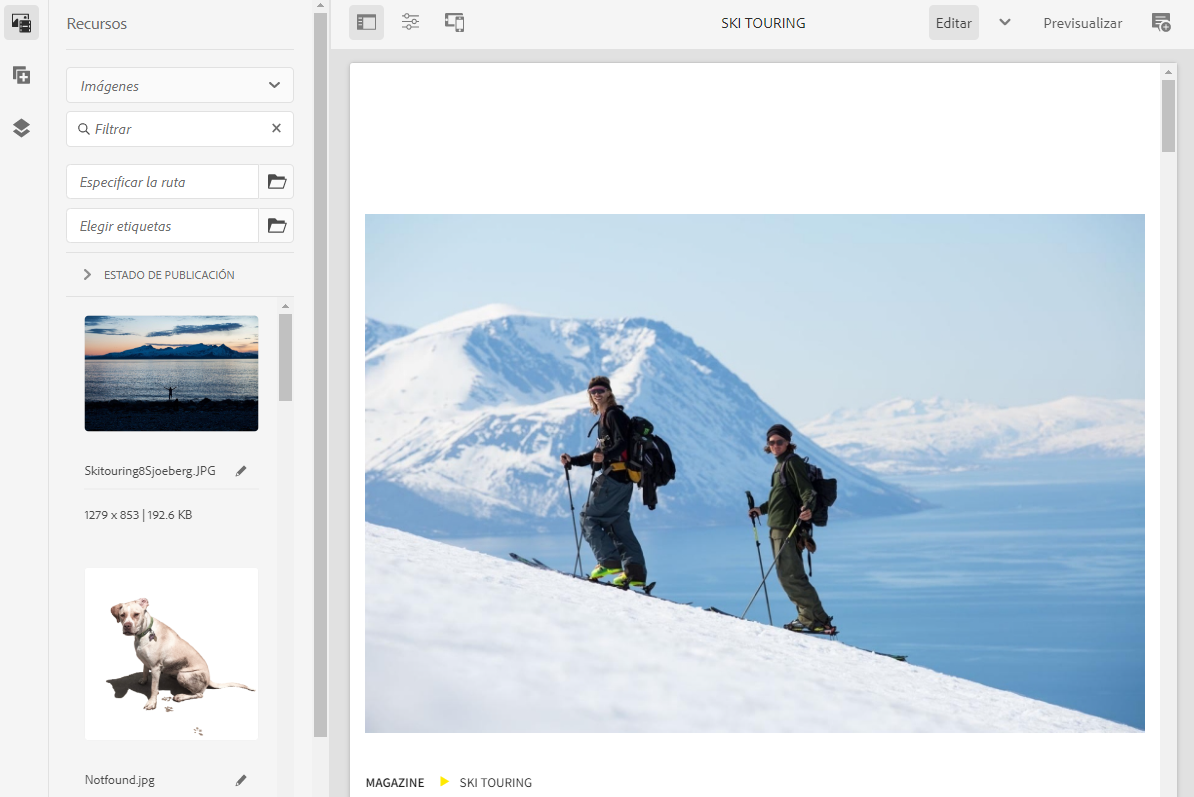 Recursos
Imágenes
Filtrar
Especificar la ruta
Elegir etiquetas
ESTADO DE PUBLICACIÓN
Skitouring8Sjoeberg.JPG
1279 x 853 | 192.6 KB
Notfound.jpg
SKI TOURING
Editar
Previsualizar
MAGAZINE SKI TOURING